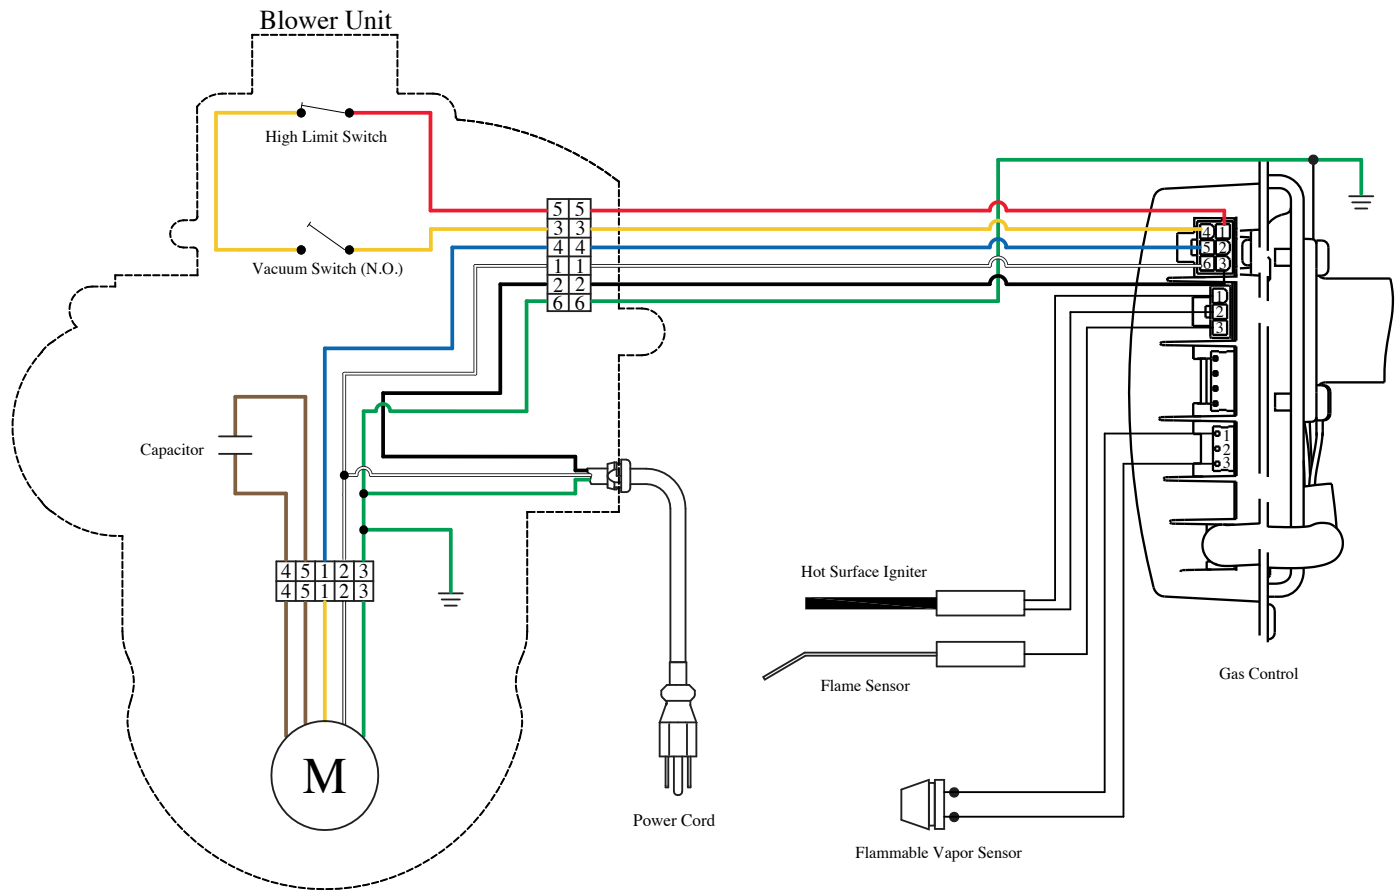 Blower Unit
High Limit Switch
Vacuum Switch (N.O.)
5 5
3 3
4 4
1 1
2 2
6 6
4 1
5 2
6 3
1
2
3
1
2
3
Capacitor
4 5 1 2 3
4 5 1 2 3
M
Power Cord
Hot Surface Igniter
Flame Sensor
Gas Control
Flammable Vapor Sensor